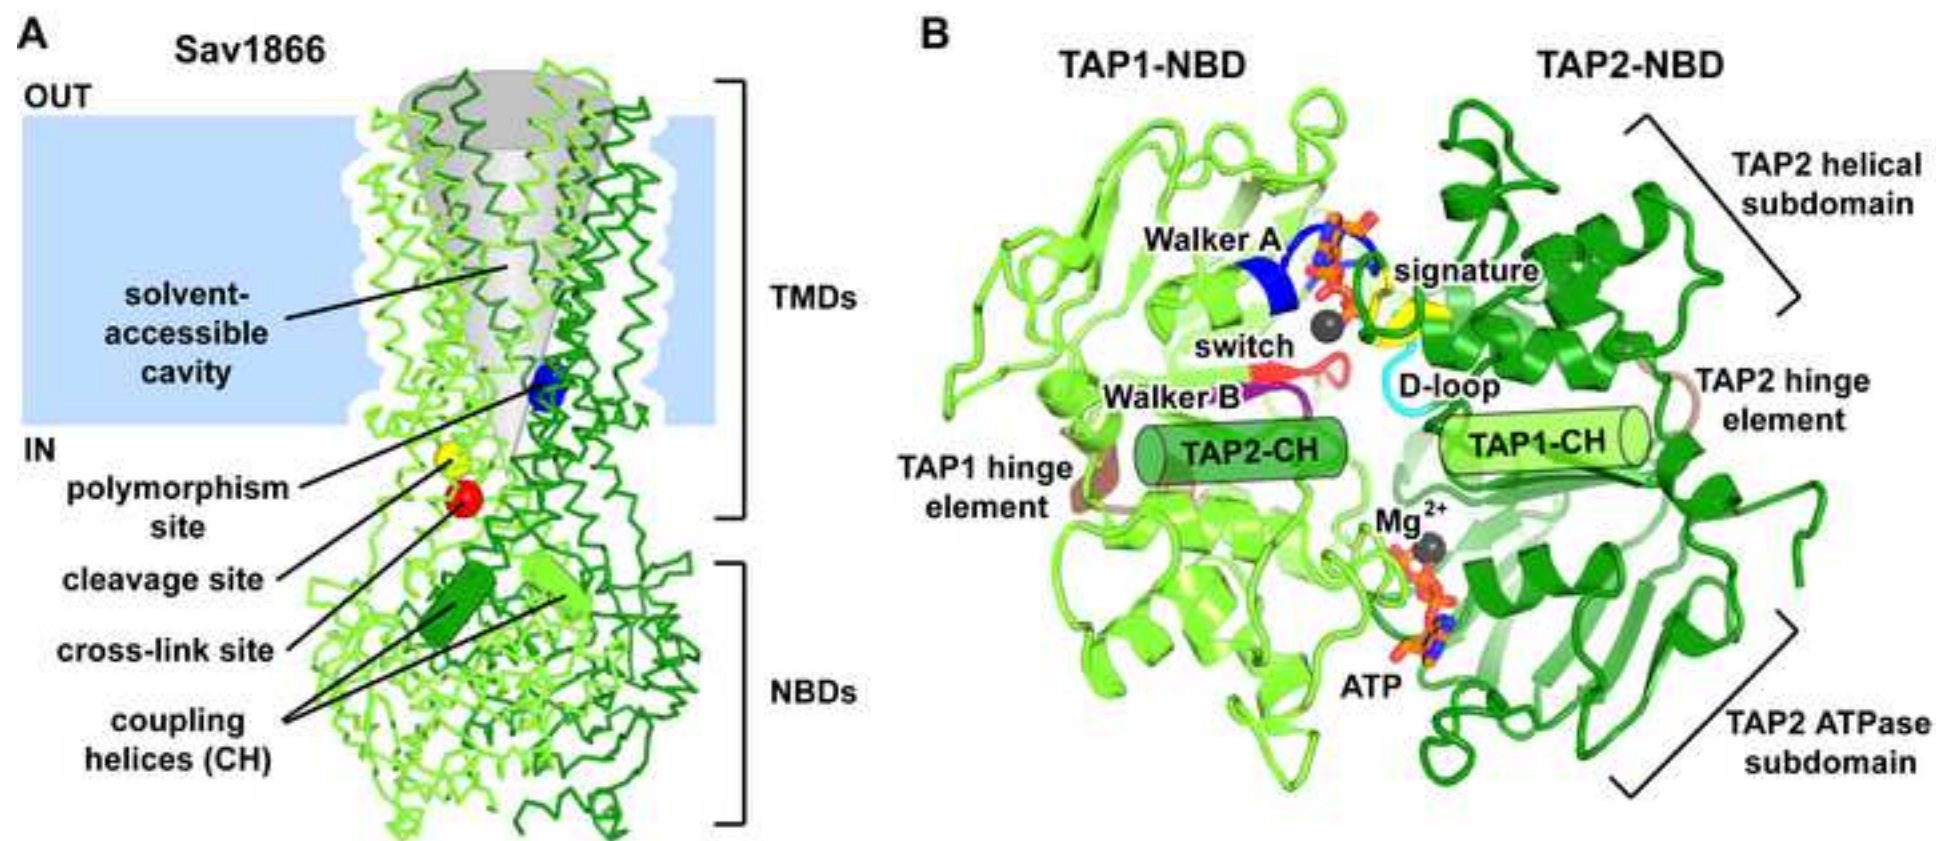 A
Sav1866
OUT
solvent-
accessible
cavity
IN
polymorphism
site
cleavage site
cross-link site
coupling
helices (CH)
TMDs
NBDs
B
TAP1-NBD
TAP2-NBD
TAP2 helical
subdomain
Walker A
signature
switch
Walker B
D-loop
TAP2 hinge
element
TAP2-CH
TAP1-CH
TAP1 hinge
element
Mg²⁺
ATP
TAP2 ATPase
subdomain